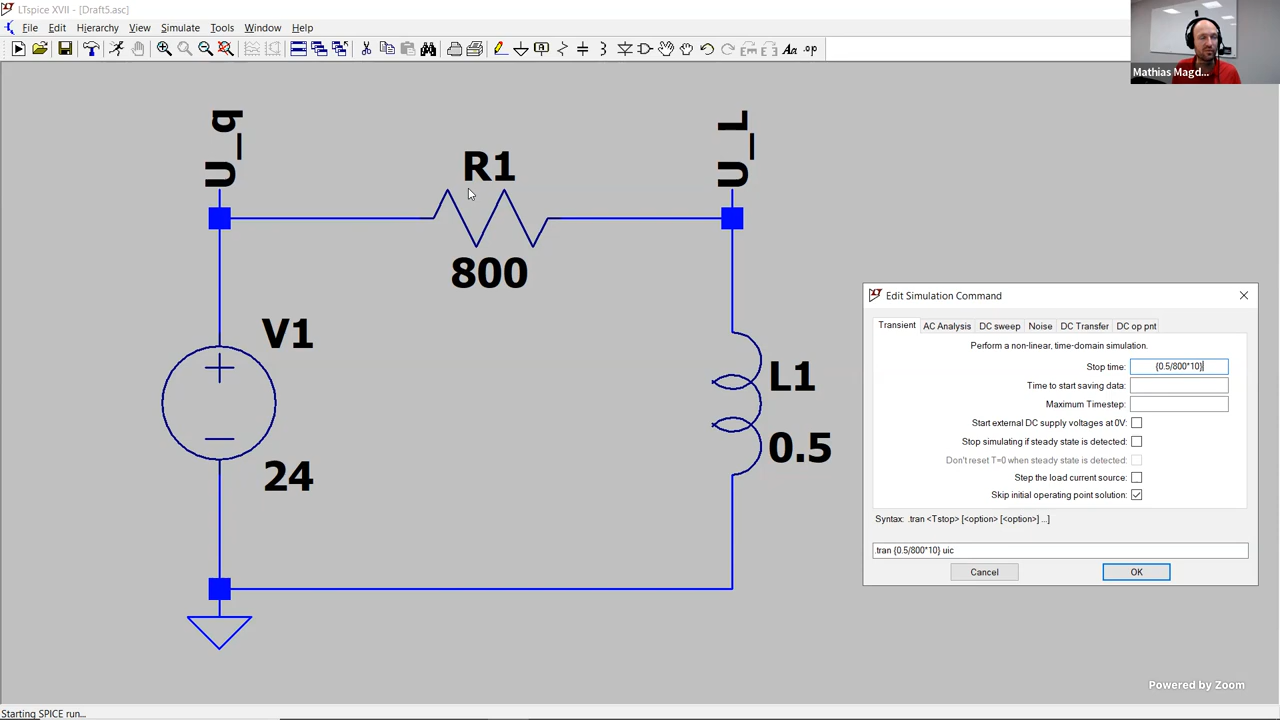 LTspice XVII - [Draft5.asc]
File Edit Hierarchy View Simulate Tools Window Help
Aa .op
Mathias Magd...
U_q
U_L
R1
800
V1
24
L1
0.5
Edit Simulation Command
Transient AC Analysis DC sweep Noise DC Transfer DC op pnt
Perform a non-linear, time-domain simulation.
Stop time: {0.5/800*10}
Time to start saving data:
Maximum Timestep:
Start external DC supply voltages at 0V:
Stop simulating if steady state is detected:
Don't reset T=0 when steady state is detected:
Step the load current source:
Skip initial operating point solution:
Syntax: .tran <Tstop> [<option> [<option>] ...]
.tran {0.5/800*10} uic
Cancel OK
Powered by Zoom
Starting SPICE run...